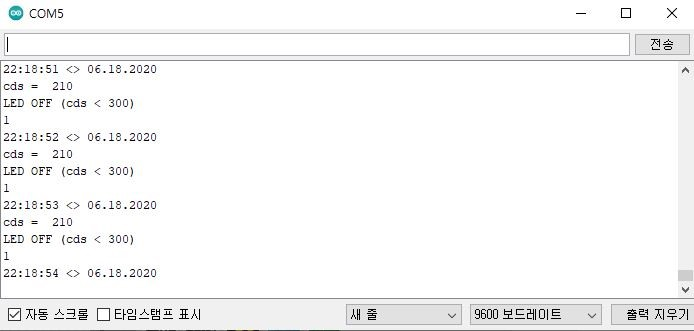 COM5
전송
22:18:51 <> 06.18.2020
cds =  210
LED OFF (cds < 300)
1
22:18:52 <> 06.18.2020
cds =  210
LED OFF (cds < 300)
1
22:18:53 <> 06.18.2020
cds =  210
LED OFF (cds < 300)
1
22:18:54 <> 06.18.2020
자동 스크롤 타임스탬프 표시 새 줄 9600 보드레이트 출력 지우기